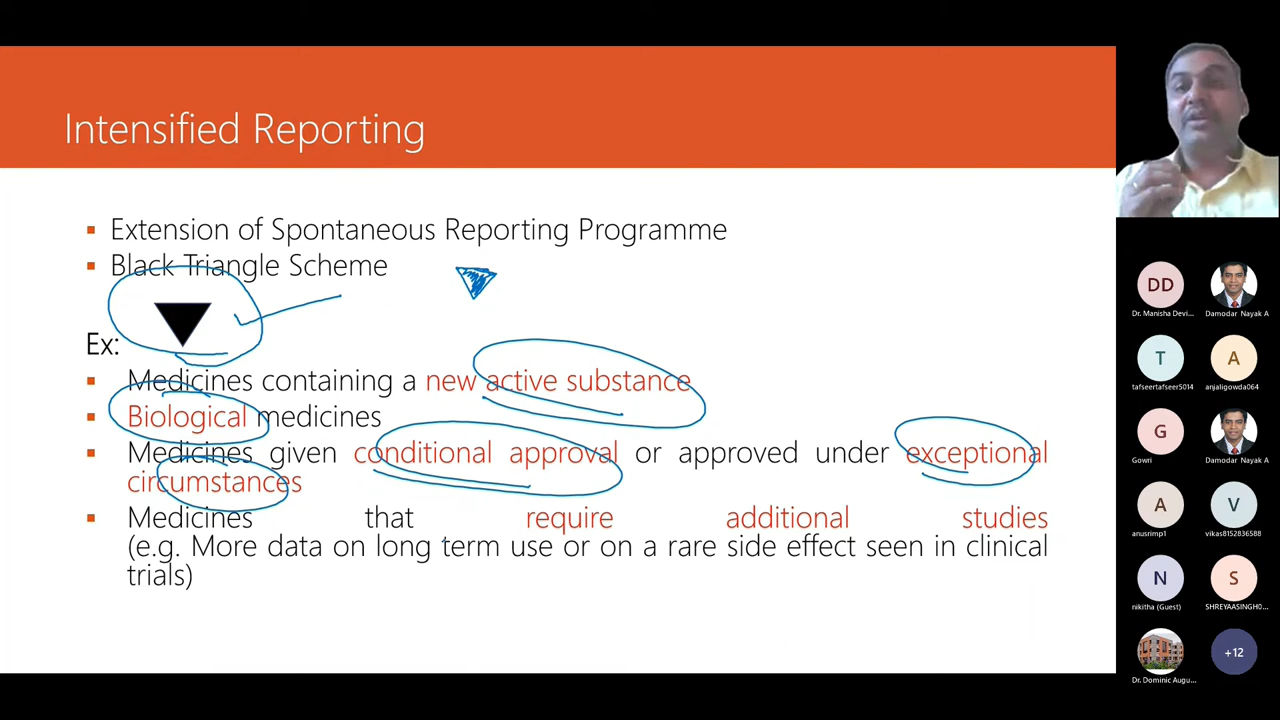 Intensified Reporting
▪ Extension of Spontaneous Reporting Programme
▪ Black Triangle Scheme
Ex:
▪ Medicines containing a new active substance
▪ Biological medicines
▪ Medicines given conditional approval or approved under exceptional
circumstances
▪ Medicines that require additional studies
(e.g. More data on long term use or on a rare side effect seen in clinical
trials)
DD
Dr. Manisha Devi...
Damodar Nayak A
T
tafseertafseer5014
A
anjaligowda064
G
Gowri
Damodar Nayak A
A
anusrimp1
V
vikas8152836588
N
nikitha (Guest)
S
SHREYAASINGH0...
Dr. Dominic Augu...
+12